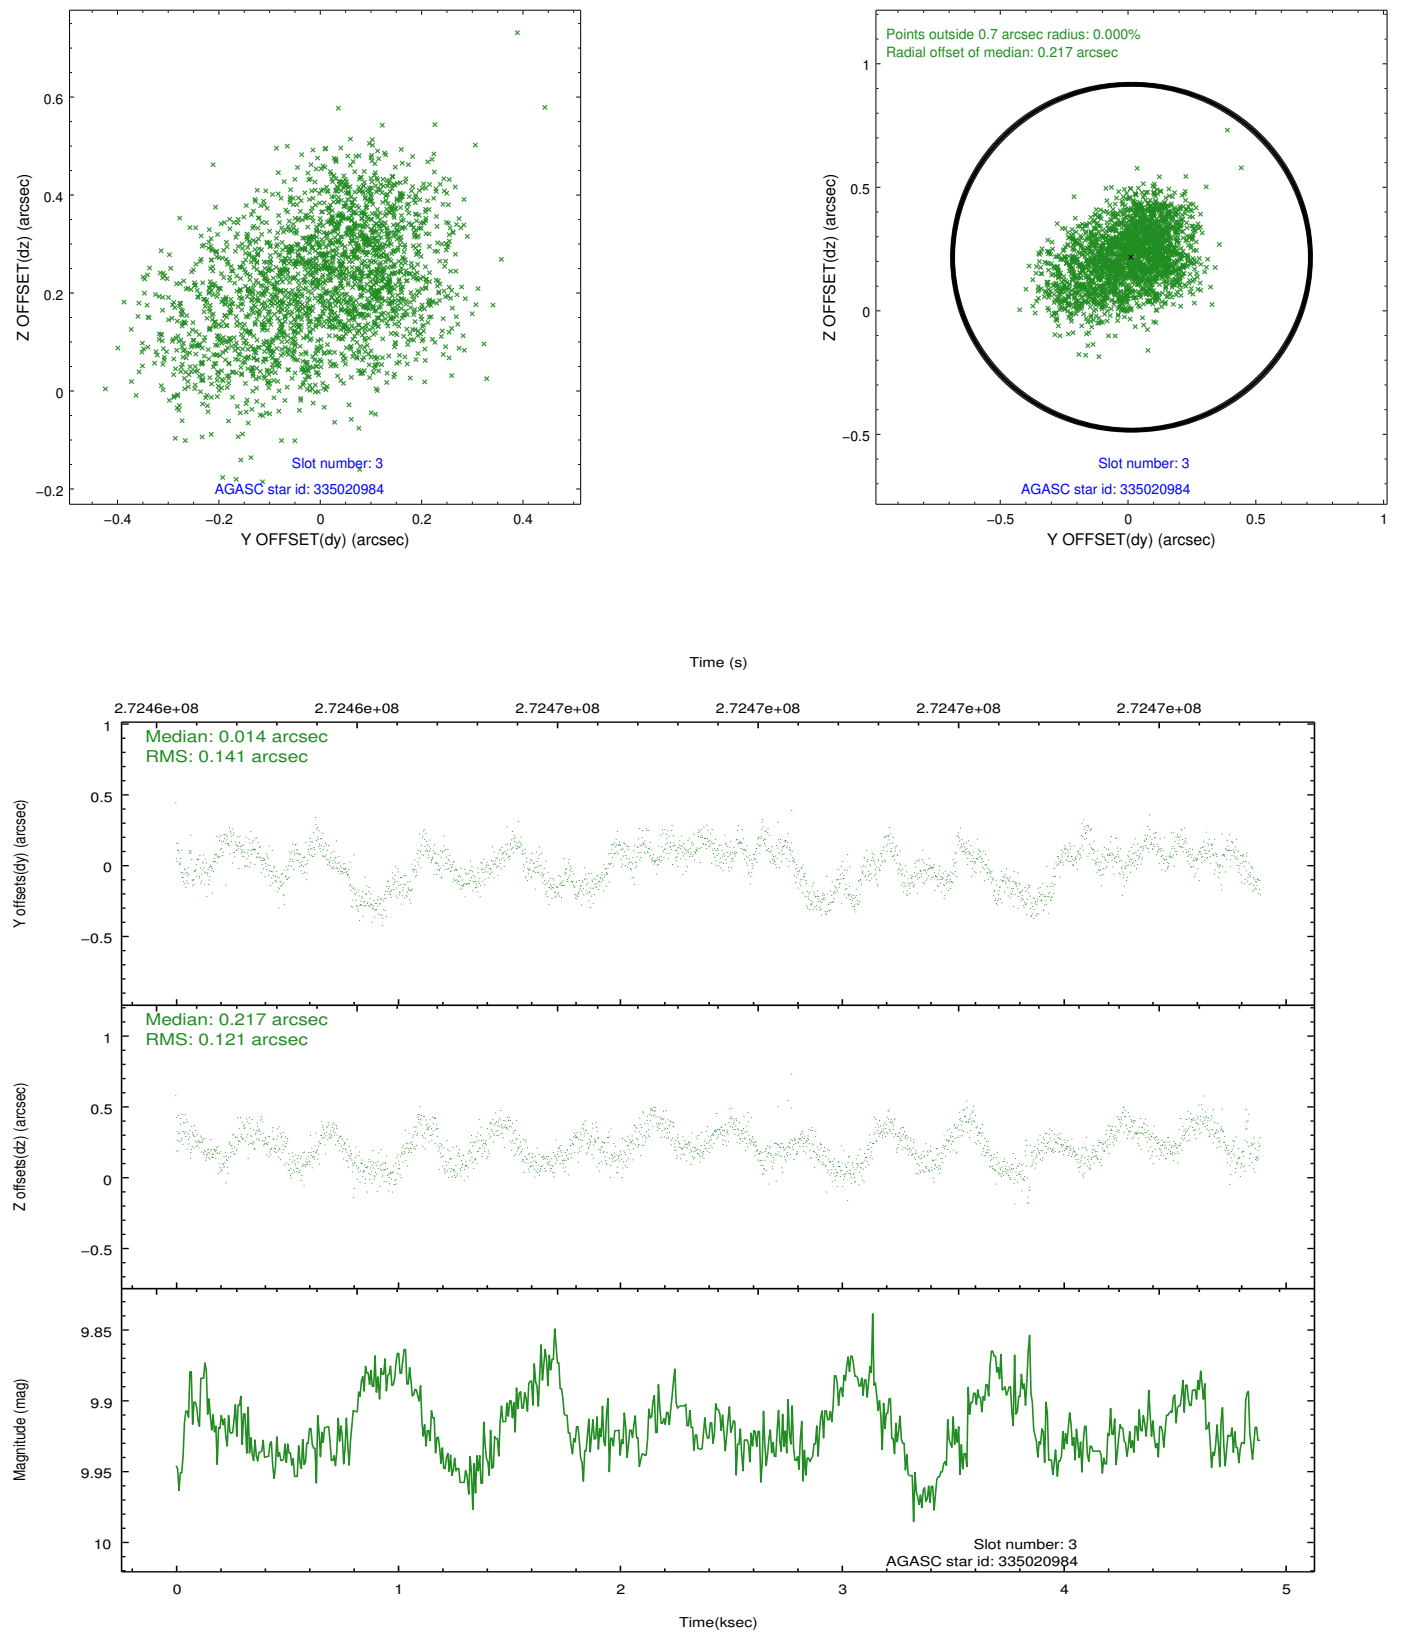 0.6
0.4
0.2
0
−0.2
Z OFFSET(dz) (arcsec)
Slot number: 3
AGASC star id: 335020984
−0.4
−0.2
0
0.2
0.4
Y OFFSET(dy) (arcsec)
Points outside 0.7 arcsec radius: 0.000%
Radial offset of median: 0.217 arcsec
1
0.5
0
−0.5
Z OFFSET(dz) (arcsec)
Slot number: 3
AGASC star id: 335020984
−0.5
0
0.5
1
Y OFFSET(dy) (arcsec)
Time (s)
2.7246e+08
2.7246e+08
2.7247e+08
2.7247e+08
2.7247e+08
2.7247e+08
Median: 0.014 arcsec
RMS: 0.141 arcsec
1
0.5
0
−0.5
Y offsets(dy) (arcsec)
Median: 0.217 arcsec
RMS: 0.121 arcsec
1
0.5
0
−0.5
Z offsets(dz) (arcsec)
9.85
9.9
9.95
10
Magnitude (mag)
Slot number: 3
AGASC star id: 335020984
0
1
2
3
4
5
Time(ksec)